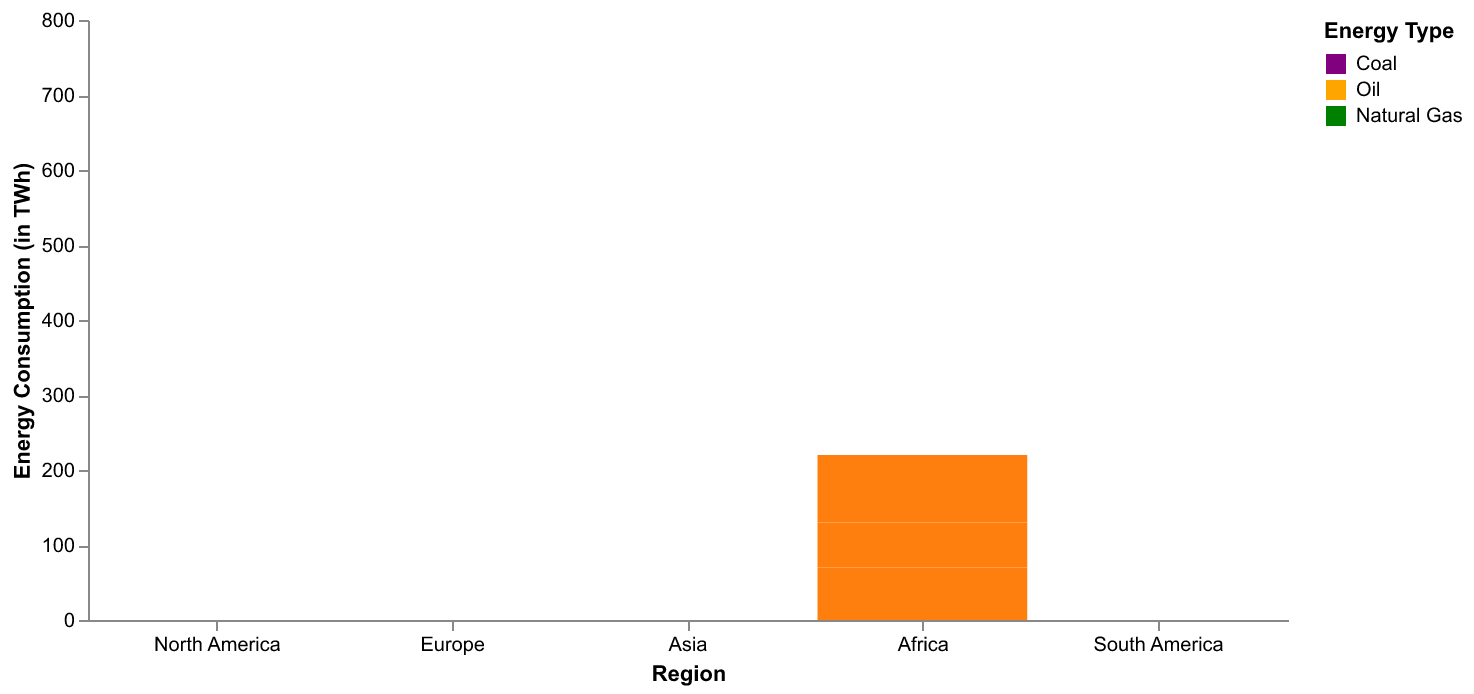 Energy Consumption (in TWh)
800
700
600
500
400
300
200
100
0
North America
Europe
Asia
Africa
South America
Region
Energy Type
Coal
Oil
Natural Gas